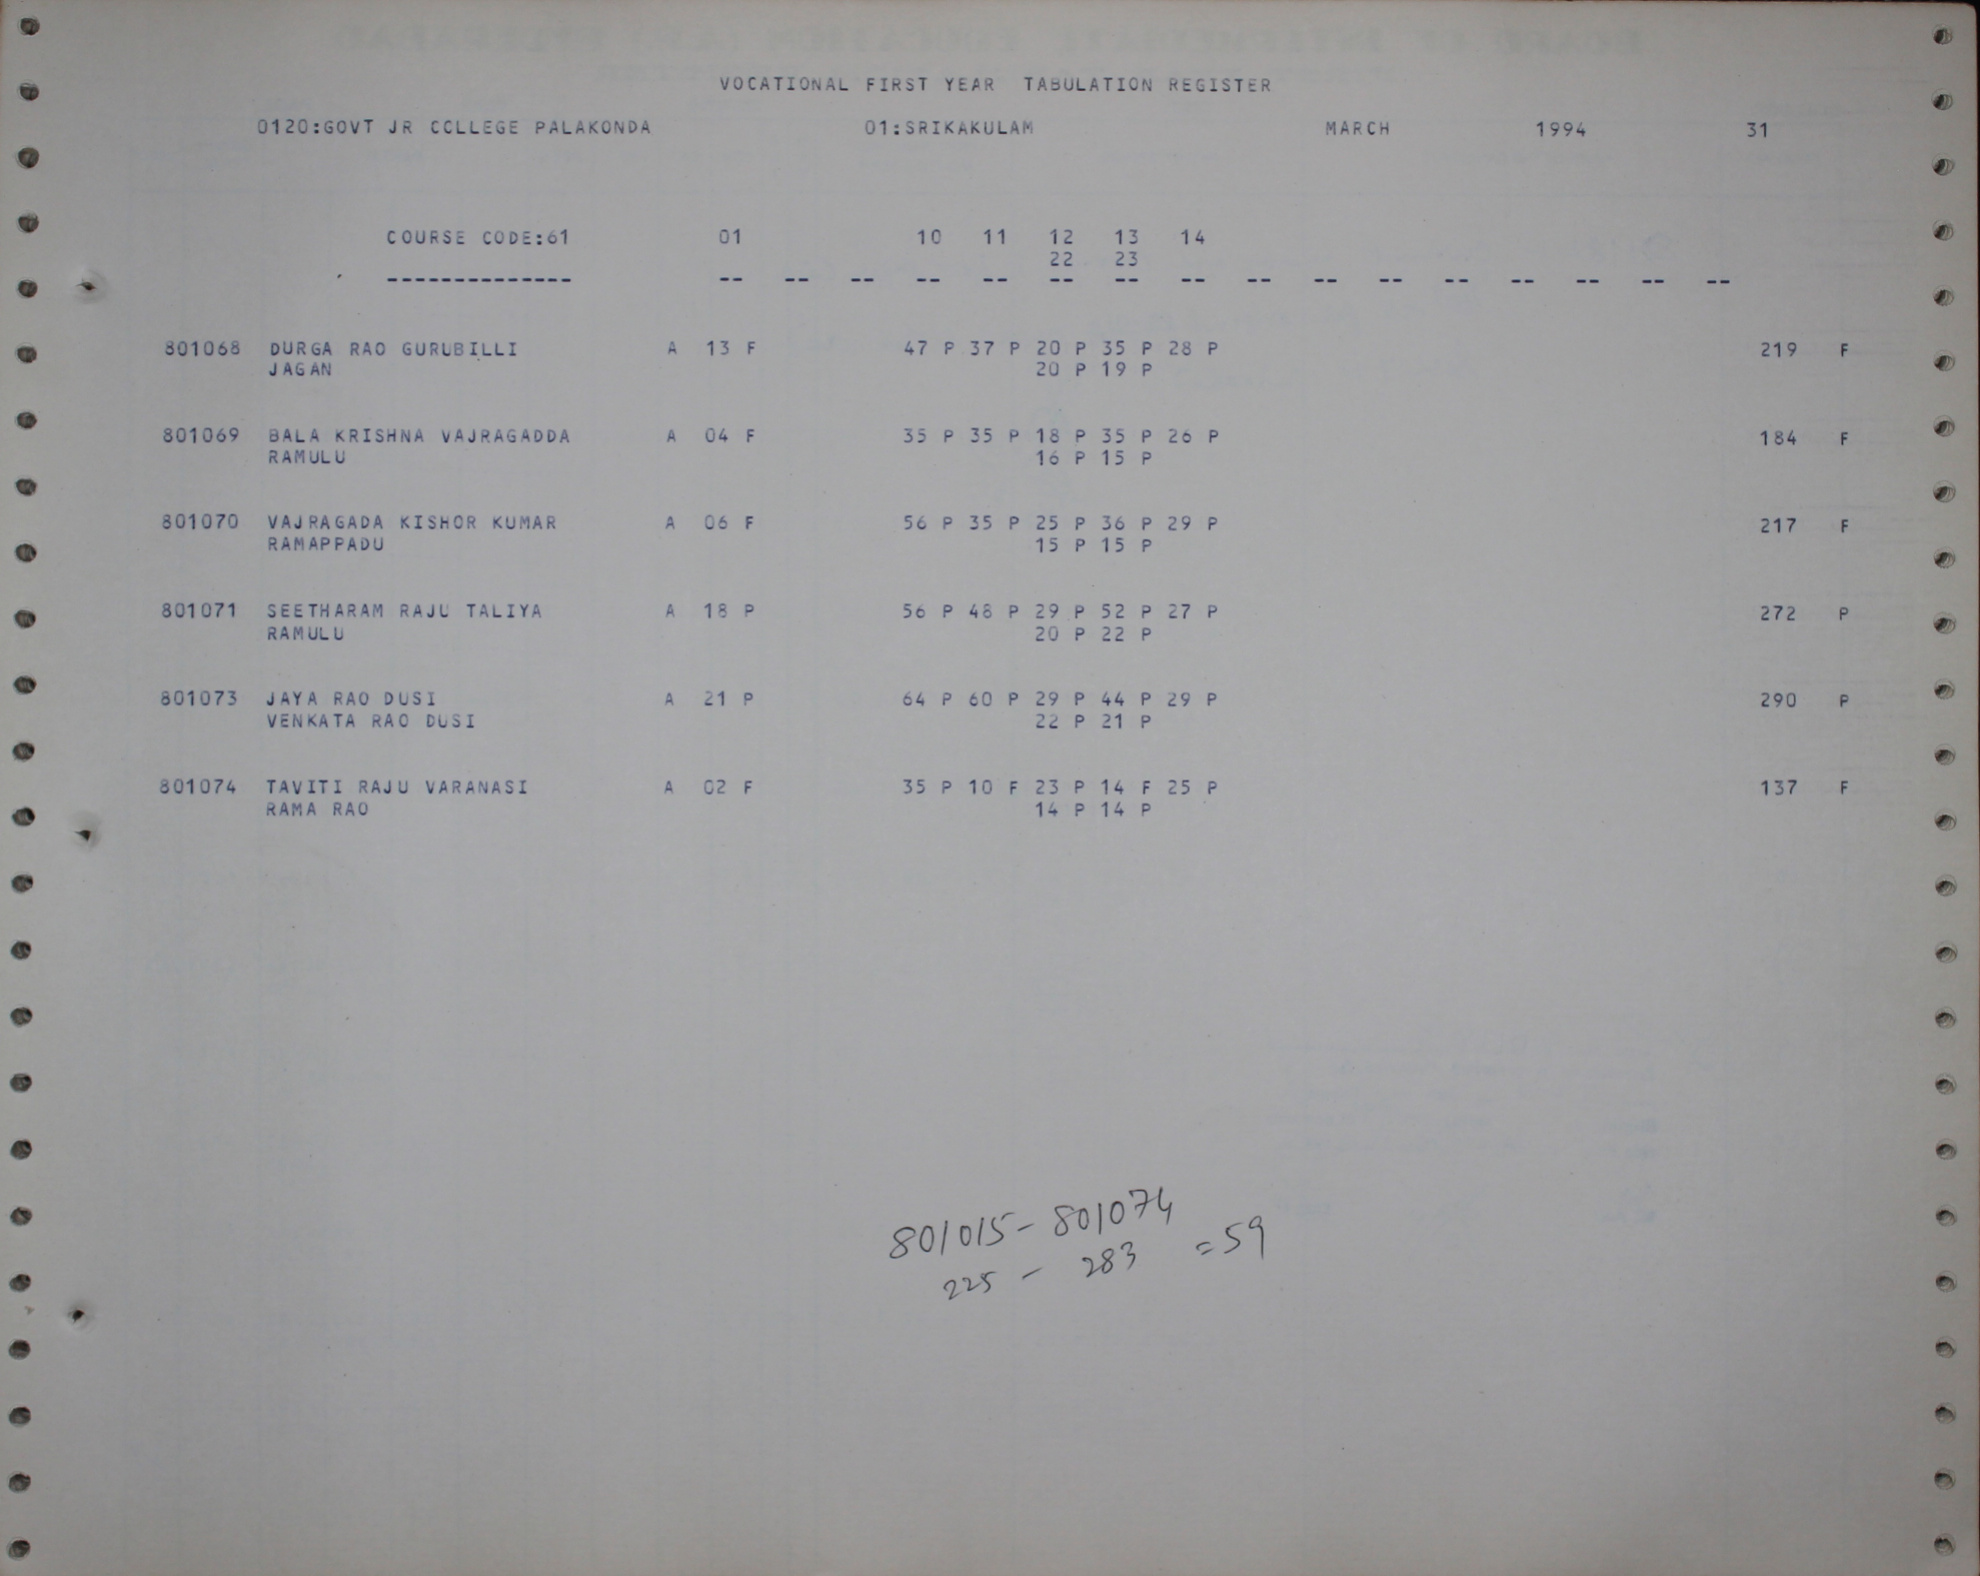 VOCATIONAL FIRST YEAR TABULATION REGISTER
0120:GOVT JR COLLEGE PALAKONDA 01:SRIKAKULAM MARCH 1994 31
COURSE CODE:61 01 10 11 12 13 14
22 23
-------------- -- -- -- -- -- -- -- -- -- -- -- -- -- -- -- --
801068 DURGA RAO GURUBILLI A 13 F 47 P 37 P 20 P 35 P 28 P 219 F
JAGAN 20 P 19 P
801069 BALA KRISHNA VAJRAGADDA A 04 F 35 P 35 P 18 P 35 P 26 P 184 F
RAMULU 16 P 15 P
801070 VAJRAGADA KISHOR KUMAR A 06 F 56 P 35 P 25 P 36 P 29 P 217 F
RAMAPPADU 15 P 15 P
801071 SEETHARAM RAJU TALIYA A 18 P 56 P 48 P 29 P 52 P 27 P 272 P
RAMULU 20 P 22 P
801073 JAYA RAO DUSI A 21 P 64 P 60 P 29 P 44 P 29 P 290 P
VENKATA RAO DUSI 22 P 21 P
801074 TAVITI RAJU VARANASI A 02 F 35 P 10 F 23 P 14 F 25 P 137 F
RAMA RAO 14 P 14 P
801015 - 801074
225 - 283 = 59